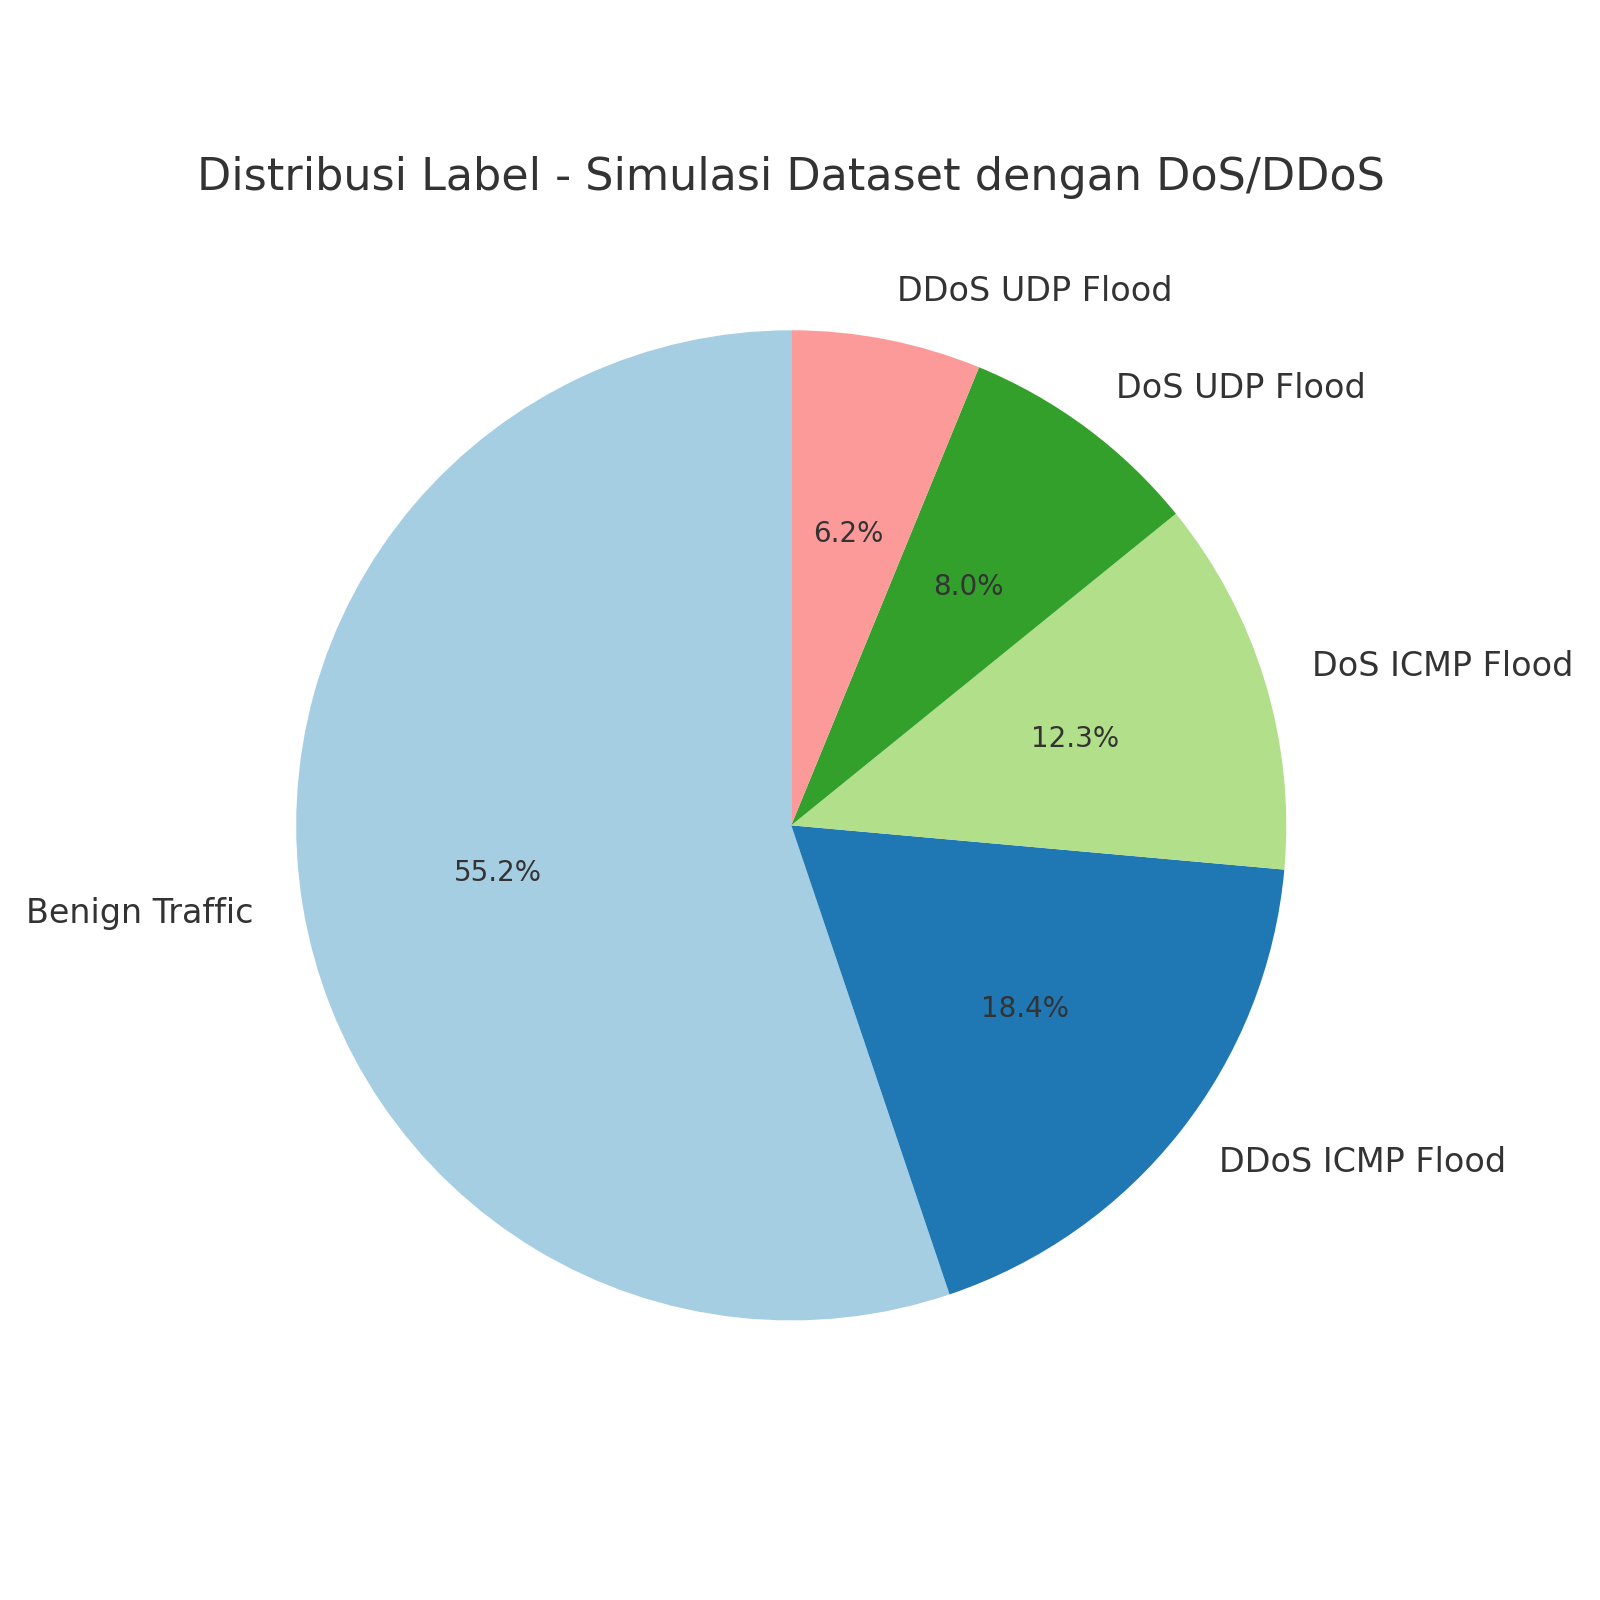 Distribusi Label - Simulasi Dataset dengan DoS/DDoS
DDoS UDP Flood
DoS UDP Flood
6.2%
8.0%
DoS ICMP Flood
12.3%
55.2%
Benign Traffic
18.4%
DDoS ICMP Flood